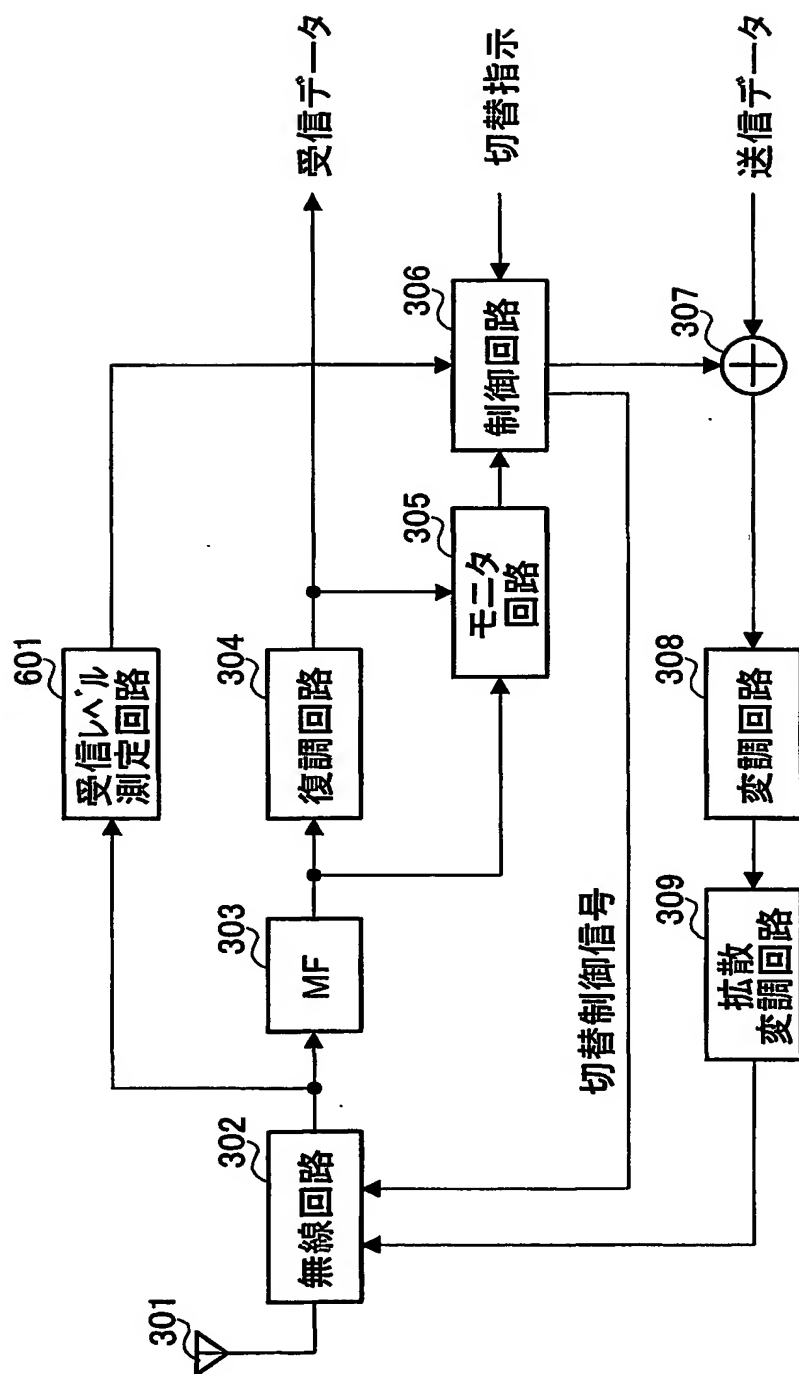 601
受信レベル
測定回路
301
302
無線回路
303
MF
304
復調回路
受信データ
305
モニタ
回路
306
制御回路
切替指示
切替制御信号
307
送信データ
308
変調回路
309
拡散
変調回路